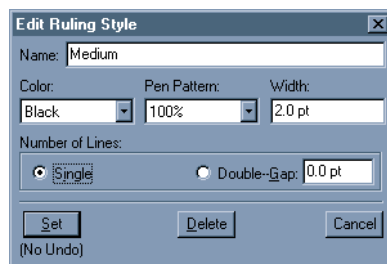 Edit Ruling Style
Name: Medium
Color: Pen Pattern: Width:
Black 100% 2.0 pt
Number of Lines:
Single Double--Gap: 0.0 pt
Set Delete Cancel
(No Undo)